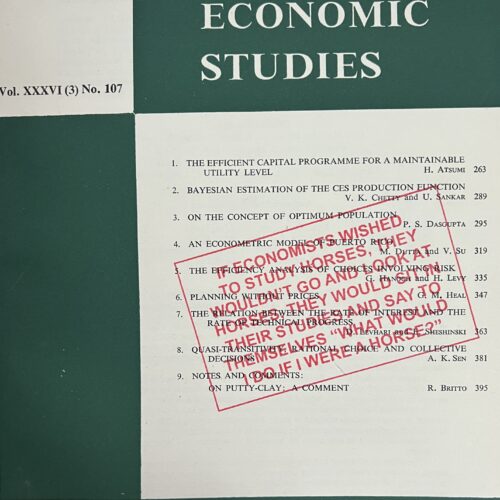 ECONOMIC
STUDIES
Vol. XXXVI (3) No. 107
1. THE EFFICIENT CAPITAL PROGRAMME FOR A MAINTAINABLE
UTILITY LEVEL H. ATSUMI 263
2. BAYESIAN ESTIMATION OF THE CES PRODUCTION FUNCTION
V. K. CHETTY and U. SANKAR 289
3. ON THE CONCEPT OF OPTIMUM POPULATION
P. S. DASGUPTA 295
4. AN ECONOMETRIC MODEL OF PUERTO RICO
M. DUTTA and V. SU 319
5. THE EFFICIENCY ANALYSIS OF CHOICES INVOLVING RISK
G. HANOCH and H. LEVY 335
6. PLANNING WITHOUT PRICES G. M. HEAL 347
7. THE RELATION BETWEEN THE RATE OF INTEREST AND THE
RATE OF TECHNICAL PROGRESS
D. LEVHARI and E. SHESHINSKI 363
8. QUASI-TRANSITIVITY, RATIONAL CHOICE AND COLLECTIVE
DECISIONS A. K. SEN 381
9. NOTES AND COMMENTS:
ON PUTTY-CLAY: A COMMENT R. BRITTO 395
IF ECONOMISTS WISHED
TO STUDY HORSES, THEY
WOULDN'T GO AND LOOK AT
HORSES. THEY WOULD SIT IN
THEIR STUDIES AND SAY TO
THEMSELVES "WHAT WOULD
I DO IF I WERE A HORSE?"